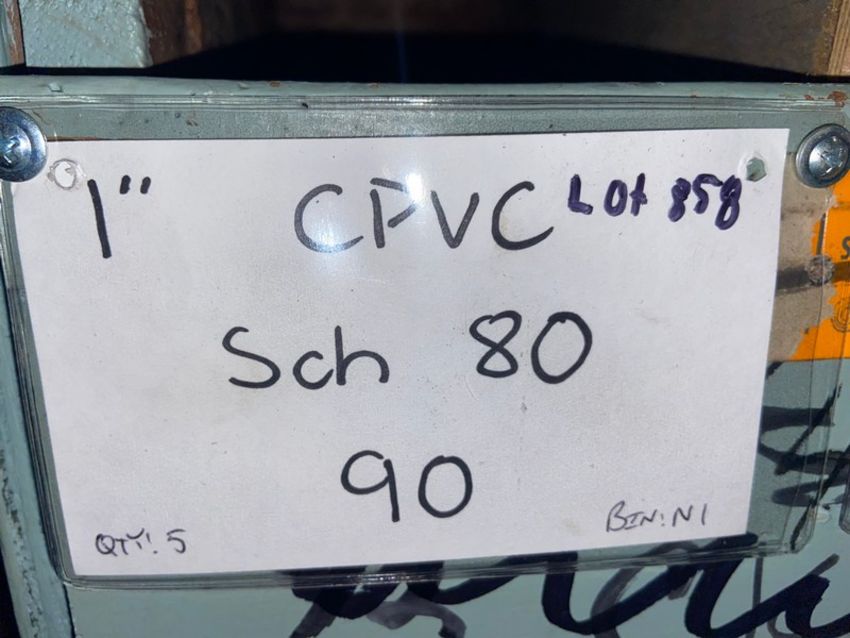 1" CPVC Lot 858
Sch 80
90
QTY: 5 BIN: N1